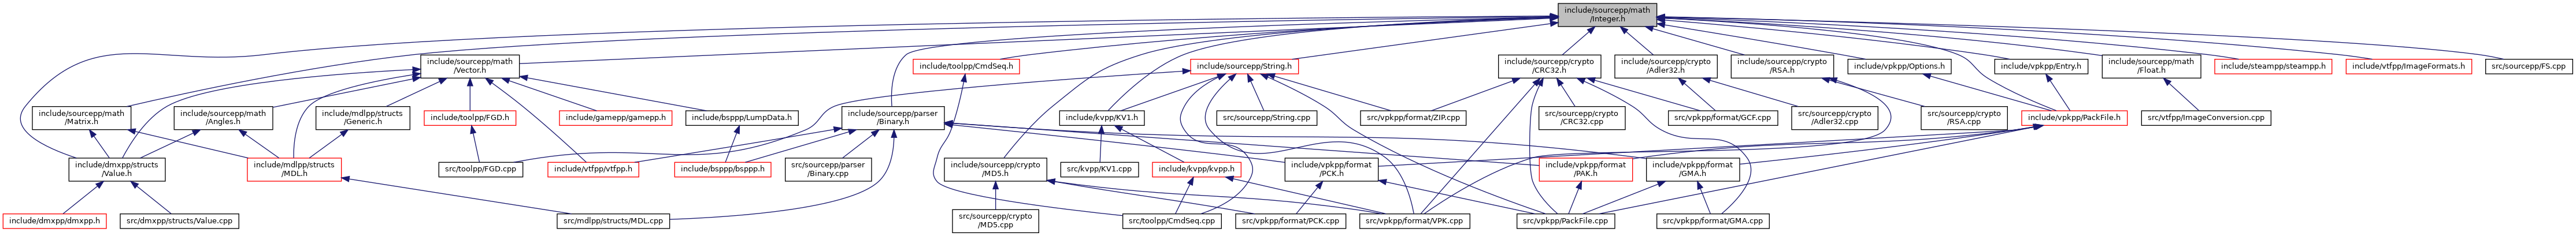 include/sourcepp/math
/Integer.h
include/sourcepp/math
/Vector.h
include/toolpp/CmdSeq.h
include/sourcepp/String.h
include/sourcepp/crypto
/CRC32.h
include/sourcepp/crypto
/Adler32.h
include/sourcepp/crypto
/RSA.h
include/vpkpp/Options.h
include/vpkpp/Entry.h
include/sourcepp/math
/Float.h
include/steampp/steampp.h
include/vtfpp/ImageFormats.h
src/sourcepp/FS.cpp
include/sourcepp/math
/Matrix.h
include/sourcepp/math
/Angles.h
include/mdlpp/structs
/Generic.h
include/toolpp/FGD.h
include/gamepp/gamepp.h
include/bsppp/LumpData.h
include/sourcepp/parser
/Binary.h
include/kvpp/KV1.h
src/sourcepp/String.cpp
src/vpkpp/format/ZIP.cpp
src/sourcepp/crypto
/CRC32.cpp
src/vpkpp/format/GCF.cpp
src/sourcepp/crypto
/Adler32.cpp
src/sourcepp/crypto
/RSA.cpp
include/vpkpp/PackFile.h
src/vtfpp/ImageConversion.cpp
include/dmxpp/structs
/Value.h
include/mdlpp/structs
/MDL.h
src/toolpp/FGD.cpp
include/vtfpp/vtfpp.h
include/bsppp/bsppp.h
src/sourcepp/parser
/Binary.cpp
include/sourcepp/crypto
/MD5.h
src/kvpp/KV1.cpp
include/kvpp/kvpp.h
include/vpkpp/format
/PCK.h
include/vpkpp/format
/PAK.h
include/vpkpp/format
/GMA.h
include/dmxpp/dmxpp.h
src/dmxpp/structs/Value.cpp
src/mdlpp/structs/MDL.cpp
src/sourcepp/crypto
/MD5.cpp
src/toolpp/CmdSeq.cpp
src/vpkpp/format/PCK.cpp
src/vpkpp/format/VPK.cpp
src/vpkpp/PackFile.cpp
src/vpkpp/format/GMA.cpp